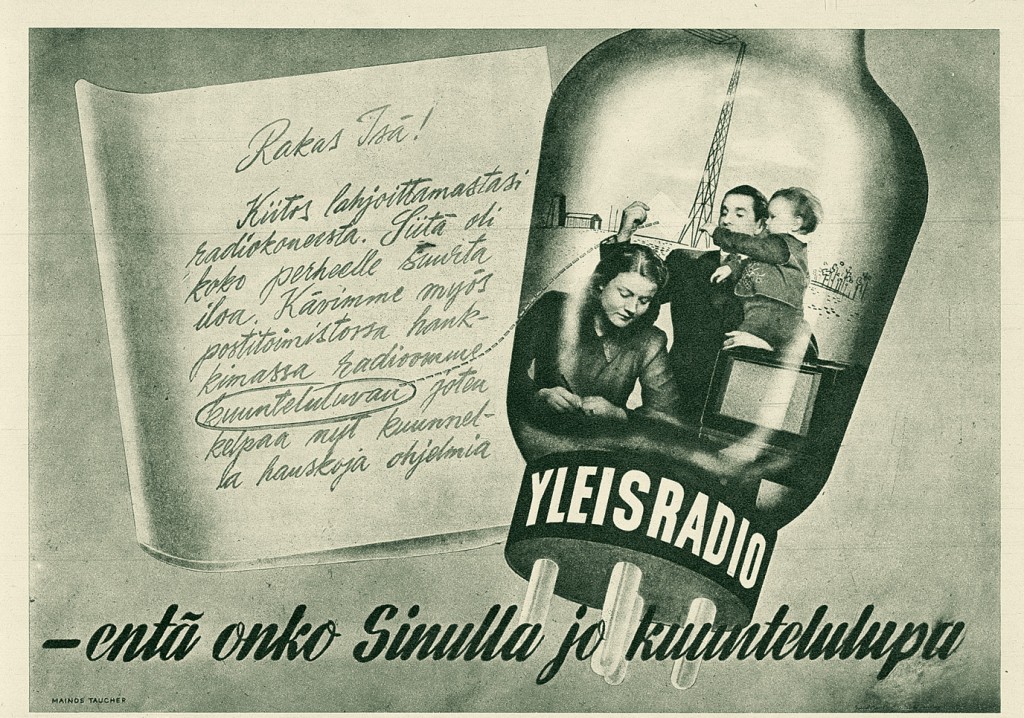 Rakas Isä!
Kiitos lahjoittamastasi
radiokoneesta. Siitä oli
koko perheelle suurta
iloa. Kävimme myös
postitoimistossa hank-
kimassa radioomme
kuunteluluvan joten
kelpaa nyt kuunnel-
la hauskoja ohjelmia
YLEISRADIO
– entä onko Sinulla jo kuuntelulupa
MAINOS TAUCHER